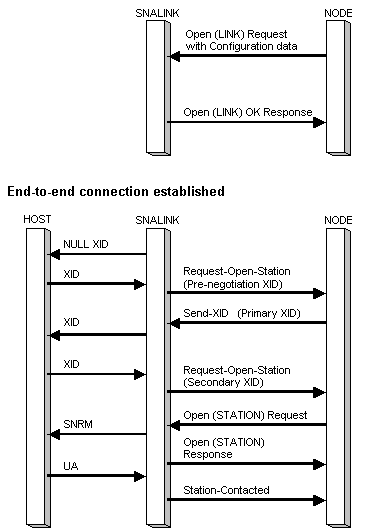 SNALINK NODE
Open (LINK) Request
with Configuration data
Open (LINK) OK Response
End-to-end connection established
HOST SNALINK NODE
NULL XID
XID
Request-Open-Station
(Pre-negotiation XID)
Send-XID (Primary XID)
XID
XID
Request-Open-Station
(Secondary XID)
Open (STATION) Request
SNRM
Open (STATION)
Response
UA
Station-Contacted